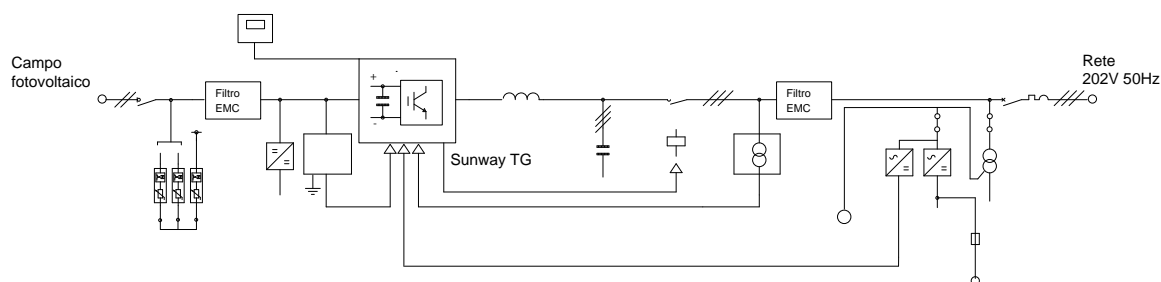 Campo
fotovoltaico
Filtro
EMC
+
-
Sunway TG
Filtro
EMC
Rete
202V 50Hz